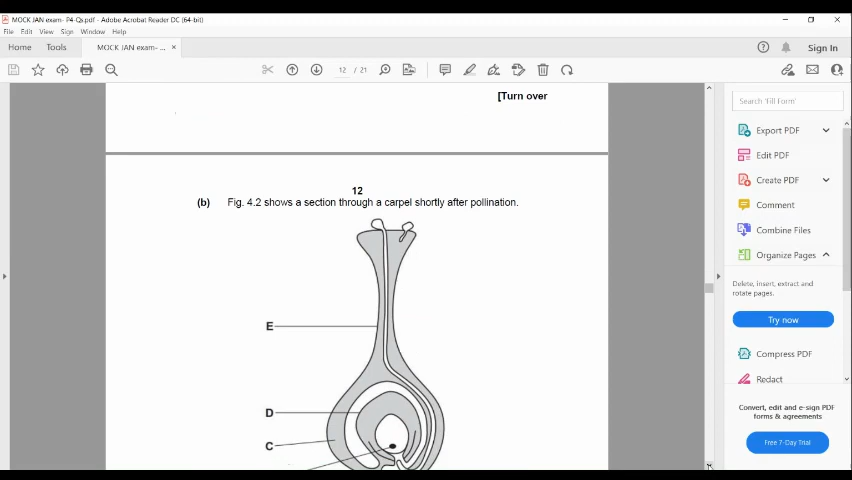 MOCK JAN exam- P4-Qs.pdf - Adobe Acrobat Reader DC (64-bit)
File Edit View Sign Window Help
Home Tools MOCK JAN exam- ... × Sign In
12 / 21
[Turn over
12
(b) Fig. 4.2 shows a section through a carpel shortly after pollination.
E
D
C
Search 'Fill Form'
Export PDF
Edit PDF
Create PDF
Comment
Combine Files
Organize Pages
Delete, insert, extract and
rotate pages.
Try now
Compress PDF
Redact
Convert, edit and e-sign PDF
forms & agreements
Free 7-Day Trial